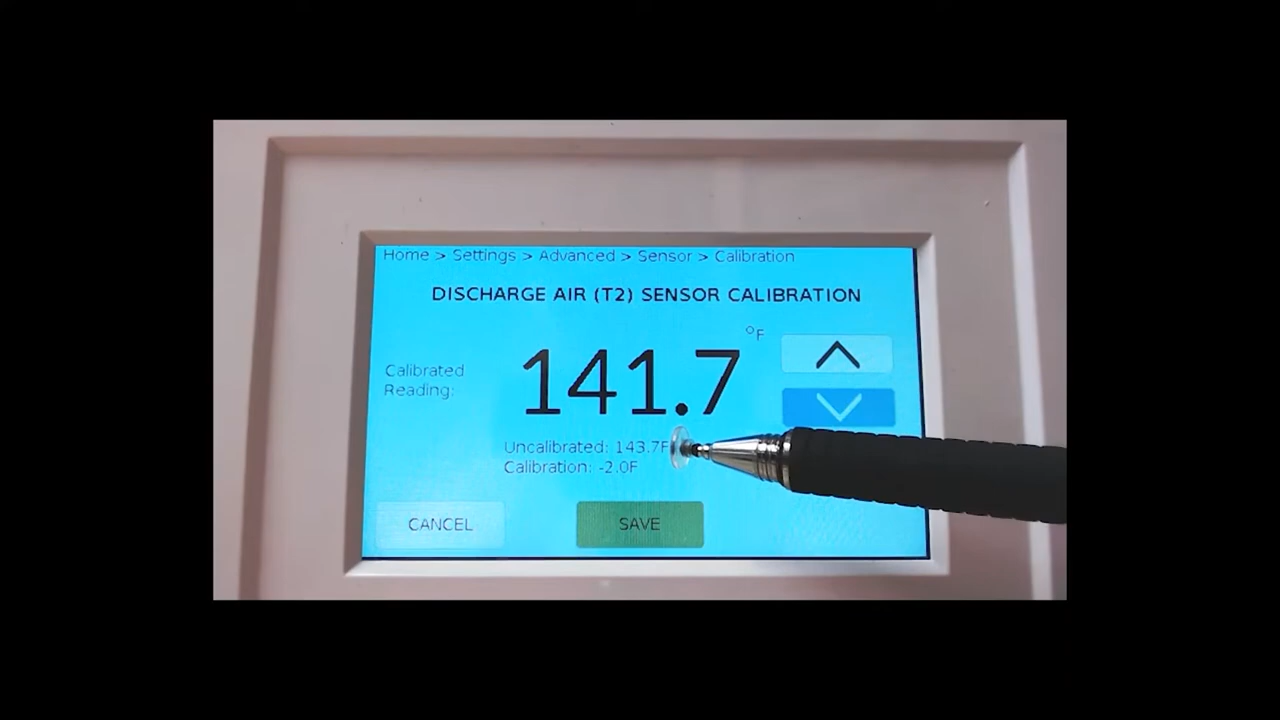 Home > Settings > Advanced > Sensor > Calibration
DISCHARGE AIR (T2) SENSOR CALIBRATION
°F
Calibrated
Reading:
141.7
Uncalibrated: 143.7F
Calibration: -2.0F
CANCEL
SAVE